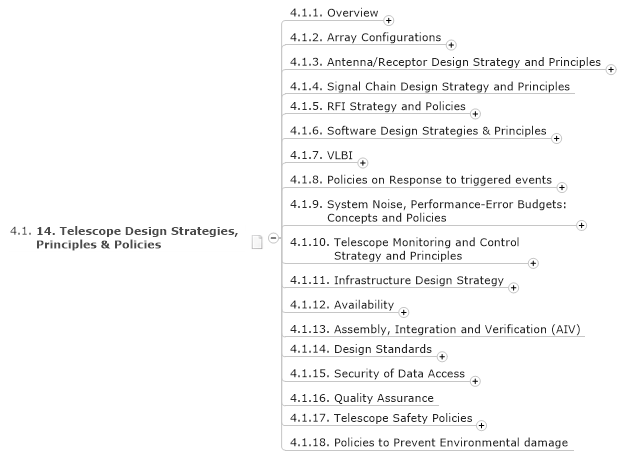 4.1.1. Overview
4.1.2. Array Configurations
4.1.3. Antenna/Receptor Design Strategy and Principles
4.1.4. Signal Chain Design Strategy and Principles
4.1.5. RFI Strategy and Policies
4.1.6. Software Design Strategies & Principles
4.1.7. VLBI
4.1.8. Policies on Response to triggered events
4.1.9. System Noise, Performance-Error Budgets:
Concepts and Policies
4.1. 14. Telescope Design Strategies,
Principles & Policies
4.1.10. Telescope Monitoring and Control
Strategy and Principles
4.1.11. Infrastructure Design Strategy
4.1.12. Availability
4.1.13. Assembly, Integration and Verification (AIV)
4.1.14. Design Standards
4.1.15. Security of Data Access
4.1.16. Quality Assurance
4.1.17. Telescope Safety Policies
4.1.18. Policies to Prevent Environmental damage